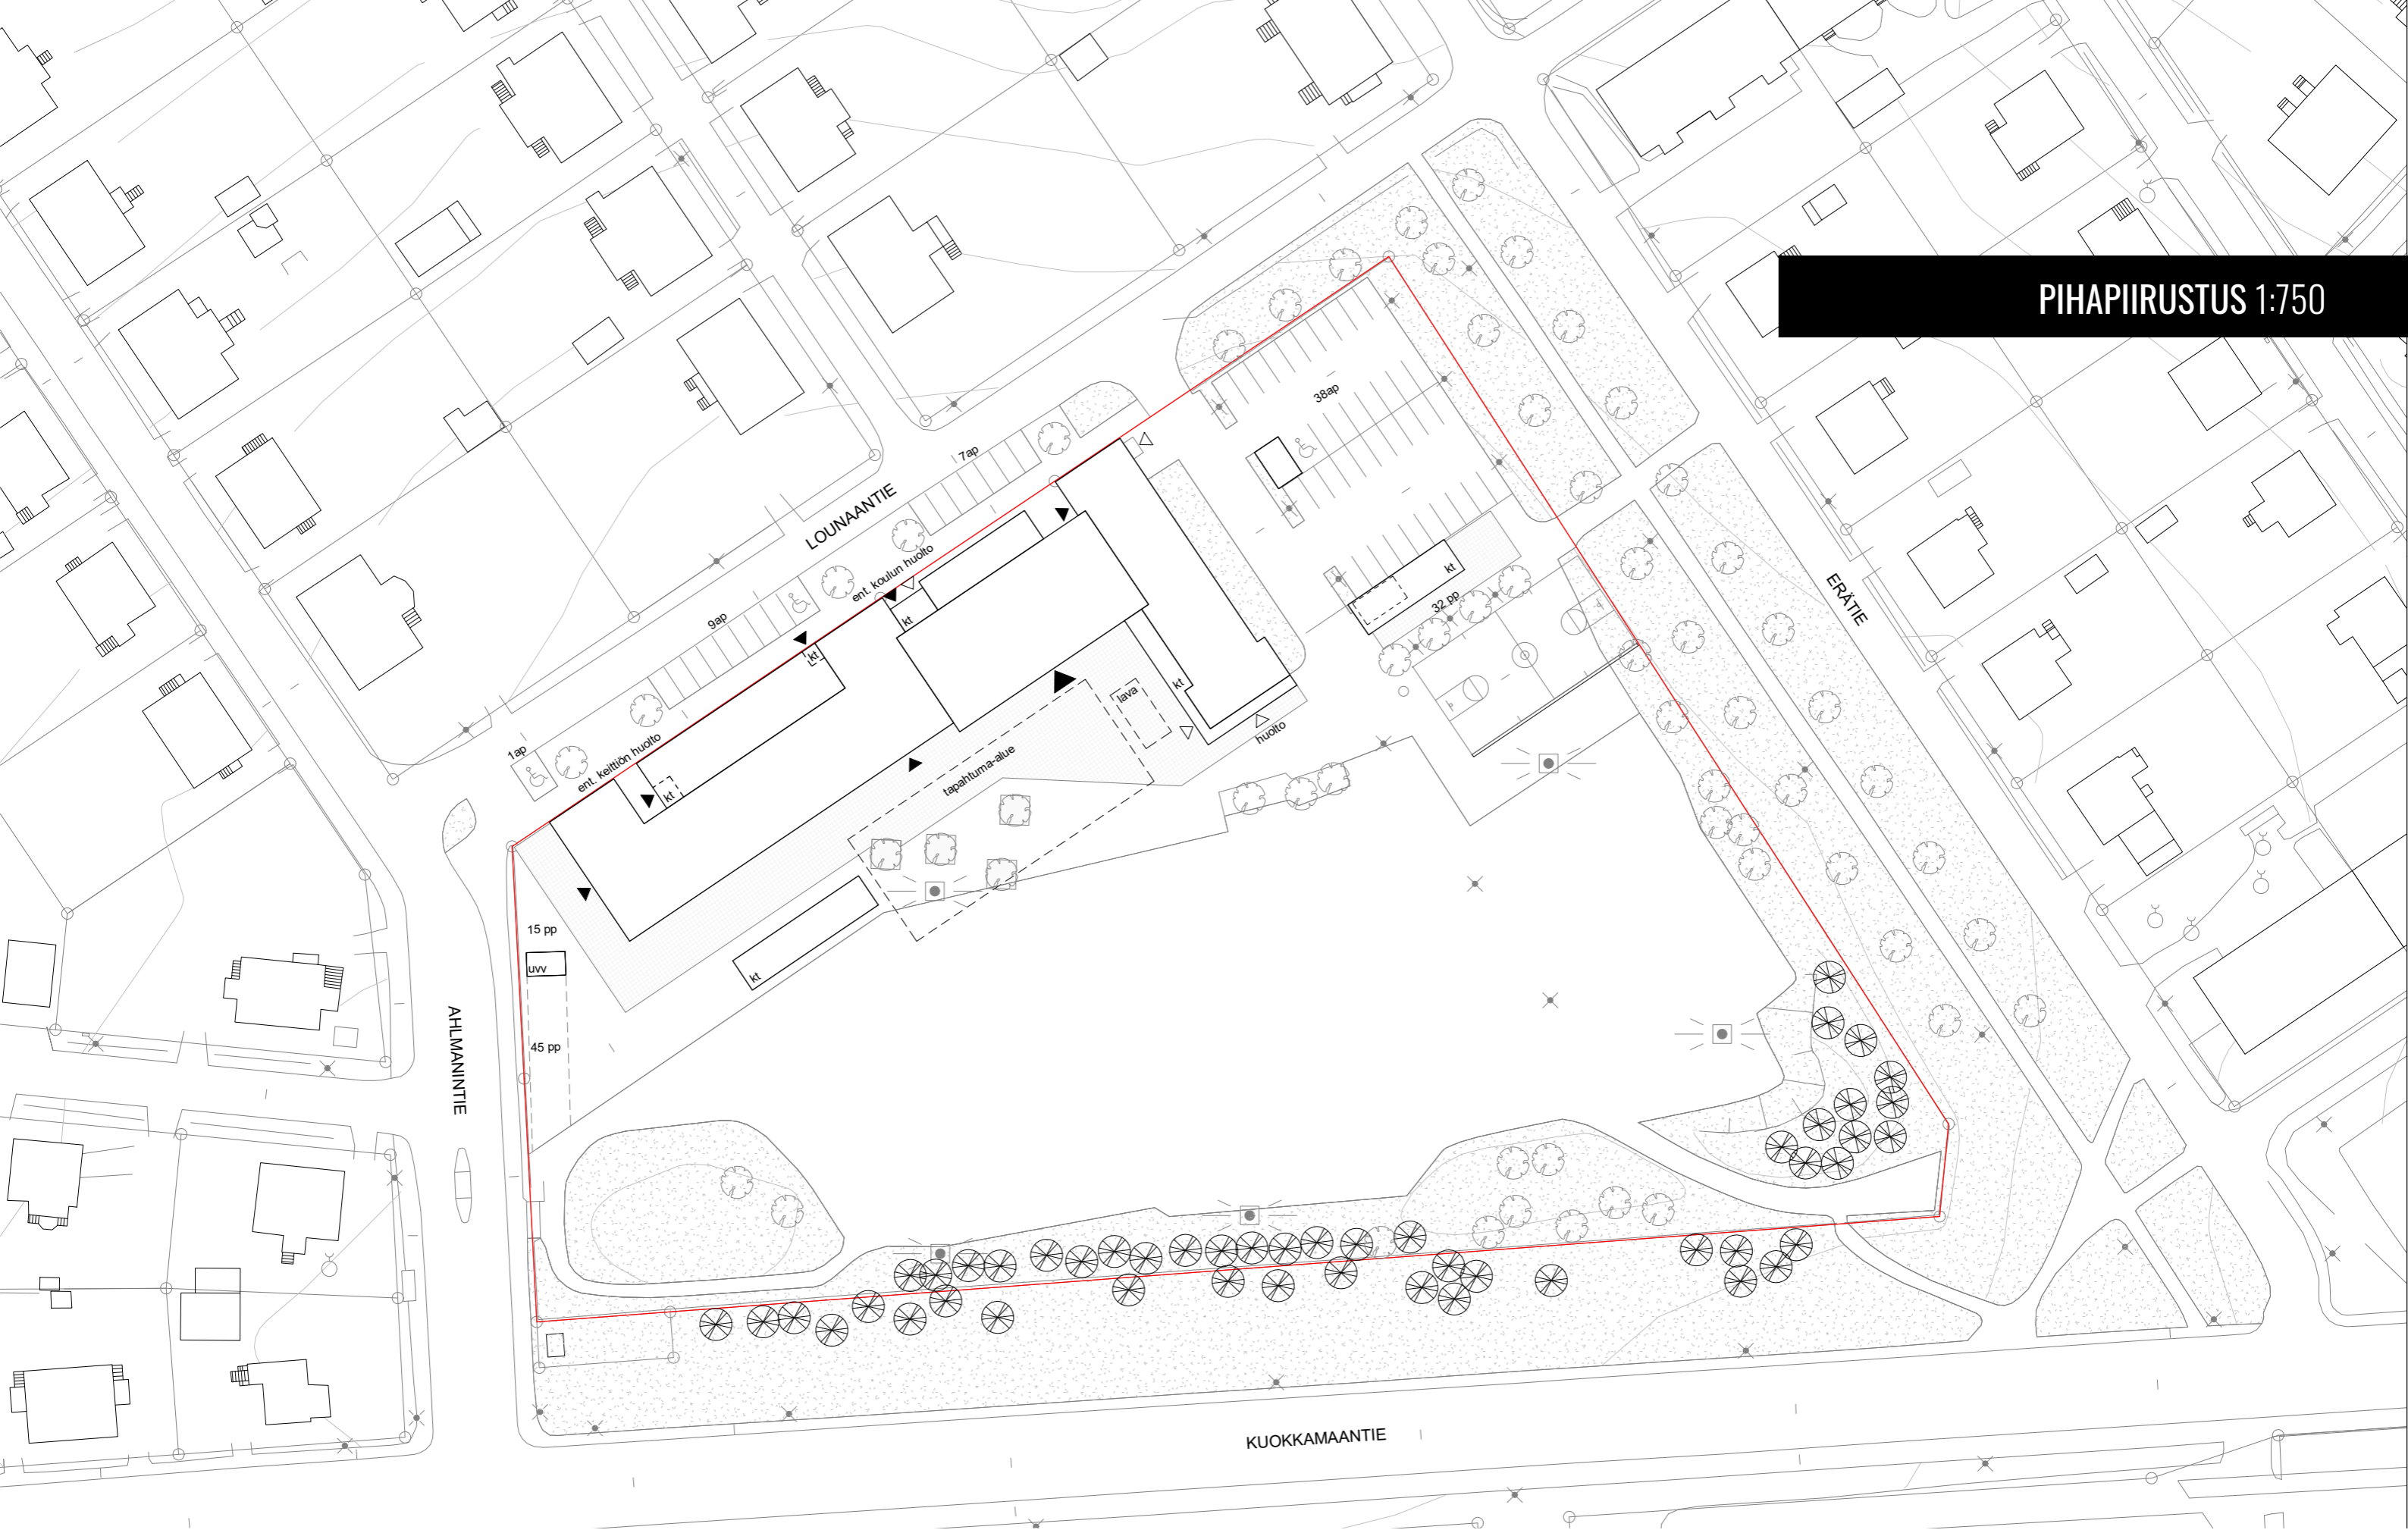 PIHAPIIRUSTUS 1:750
38ap
7ap
LOUNAANTIE
ent. koulun huolto
kt
9ap
kt
kt
32 pp
ERÄTIE
kt
lava
huolto
1ap
ent. keittiön huolto
kt
tapahtuma-alue
15 pp
uvv
kt
45 pp
AHLMANINTIE
KUOKKAMAANTIE